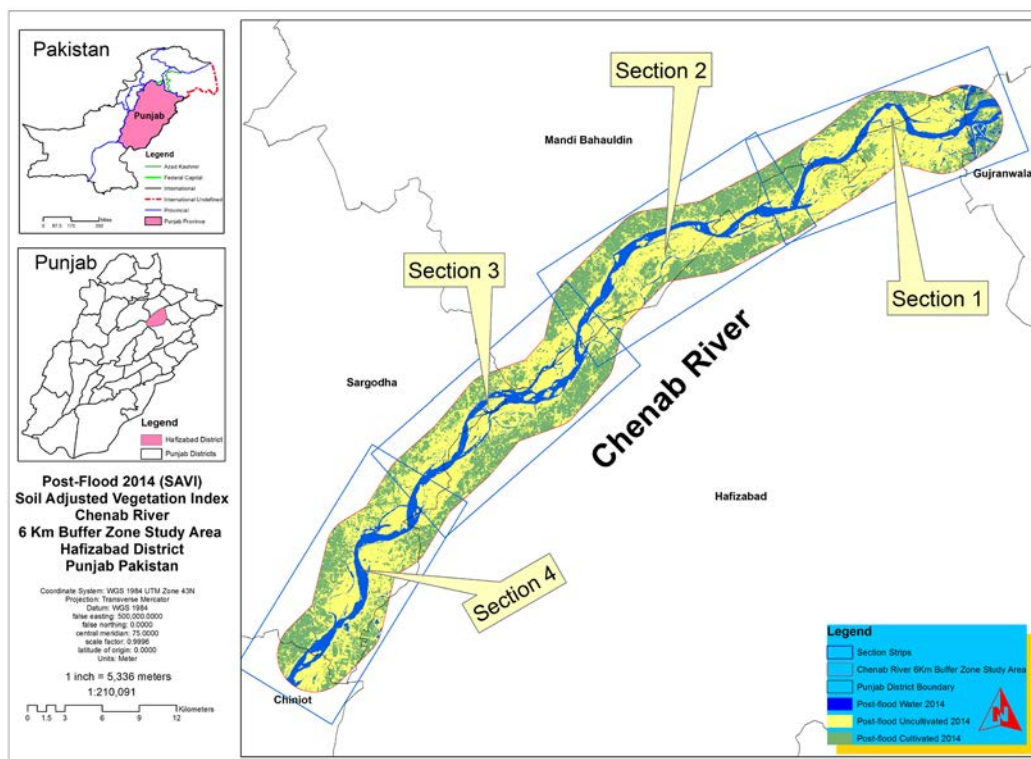 Pakistan
Punjab
Legend
Azad Kashmir
Federal Capital
International
International Undefined
Provincial
Punjab Province
Miles
Punjab
Legend
Hafizabad District
Punjab Districts
Post-Flood 2014 (SAVI)
Soil Adjusted Vegetation Index
Chenab River
6 Km Buffer Zone Study Area
Hafizabad District
Punjab Pakistan
Coordinate System: WGS 1984 UTM Zone 43N
Projection: Transverse Mercator
Datum: WGS 1984
false easting: 500,000.0000
false northing: 0.0000
central meridian: 75.0000
scale factor: 0.9996
latitude of origin: 0.0000
Units: Meter
1 inch = 5,336 meters
1:210,091
0 1.5 3 6 9 12
Kilometers
Section 2
Mandi Bahauldin
Gujranwala
Section 3
Section 1
Sargodha
Chenab River
Hafizabad
Section 4
Chiniot
Legend
Section Strips
Chenab River 6Km Buffer Zone Study Area
Punjab District Boundary
Post-flood Water 2014
Post-flood Uncultivated 2014
Post-flood Cultivated 2014
N